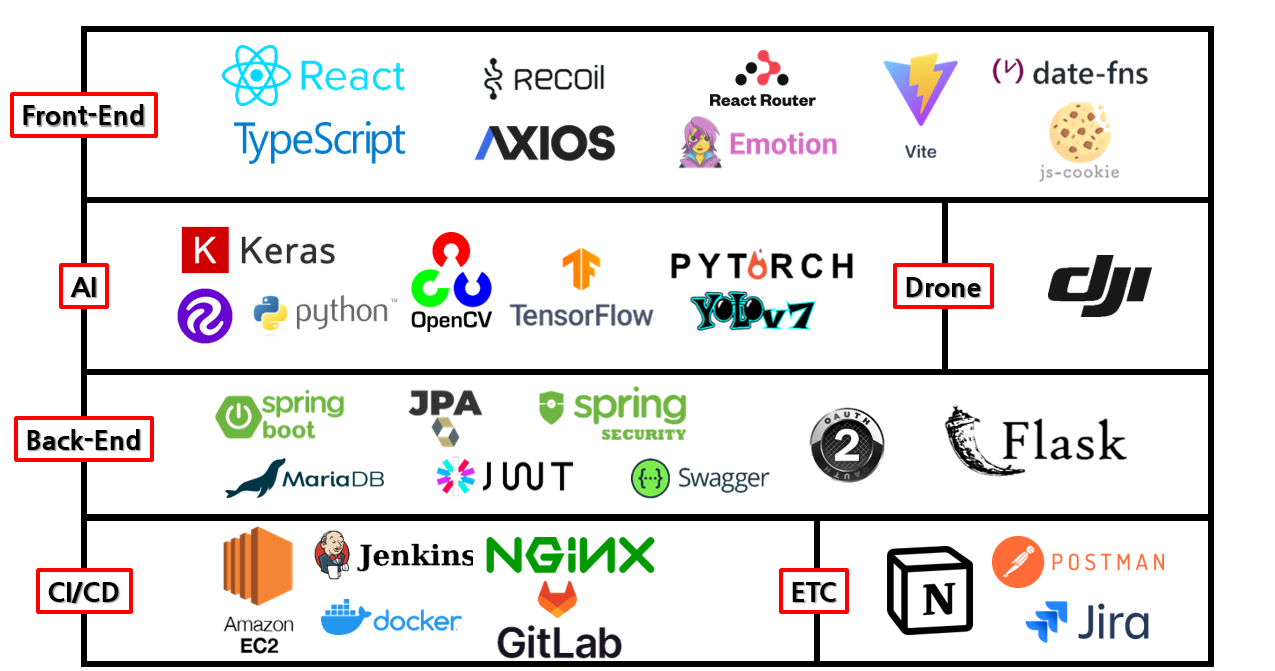 Front-End
React
RECOIL
React Router
Vite
date-fns
TypeScript
AXIOS
Emotion
js-cookie
AI
K Keras
python™
OpenCV
TensorFlow
PYTORCH
YOLOv7
Drone
dji
Back-End
spring
boot
JPA
spring
SECURITY
OAUTH
2
Flask
MariaDB
JWT
{··} Swagger
CI/CD
Amazon
EC2
Jenkins
NGINX
docker
GitLab
ETC
N
POSTMAN
Jira